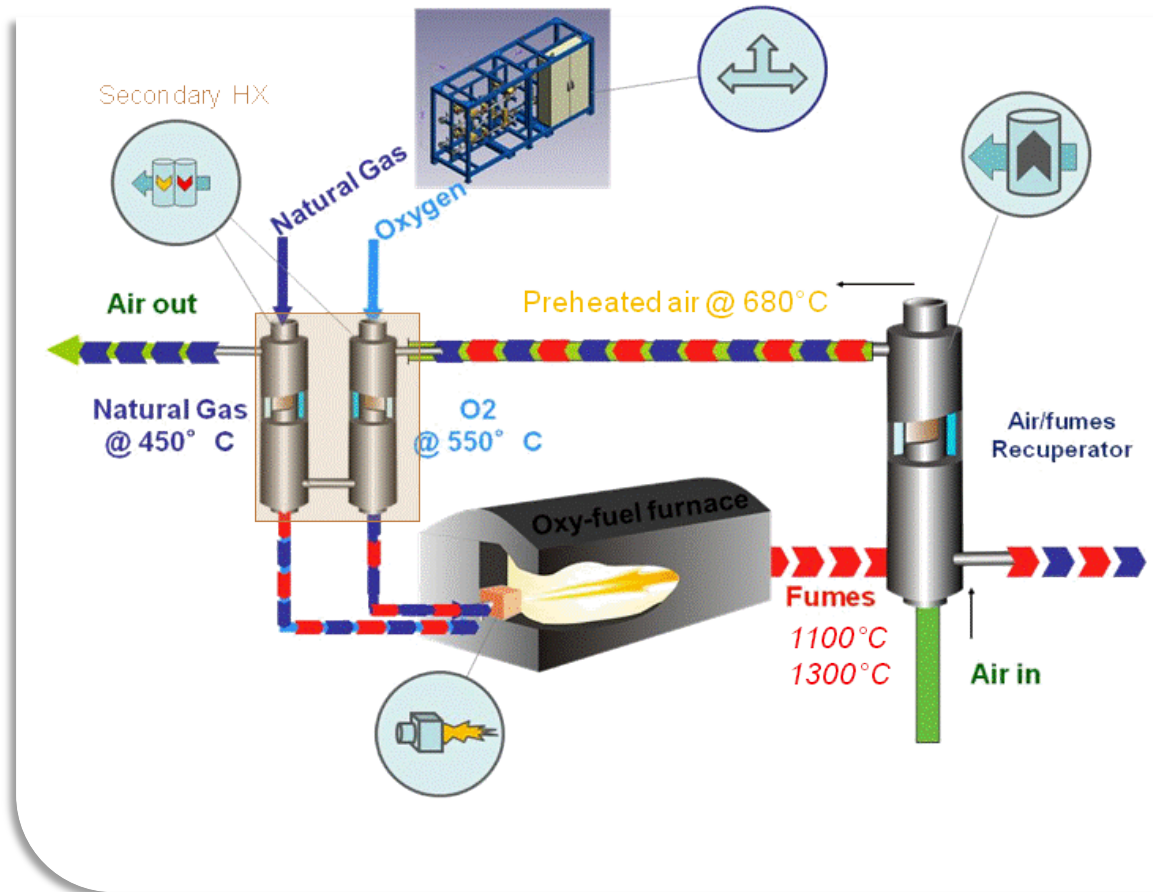 Secondary HX
Natural Gas
Oxygen
Air out
Preheated air @ 680°C
Natural Gas
@ 450° C
O2
@ 550° C
Air/fumes
Recuperator
Oxy-fuel furnace
Fumes
1100°C
1300°C
Air in